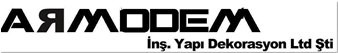 ARMODEM
İnş. Yapı Dekorasyon Ltd Şti